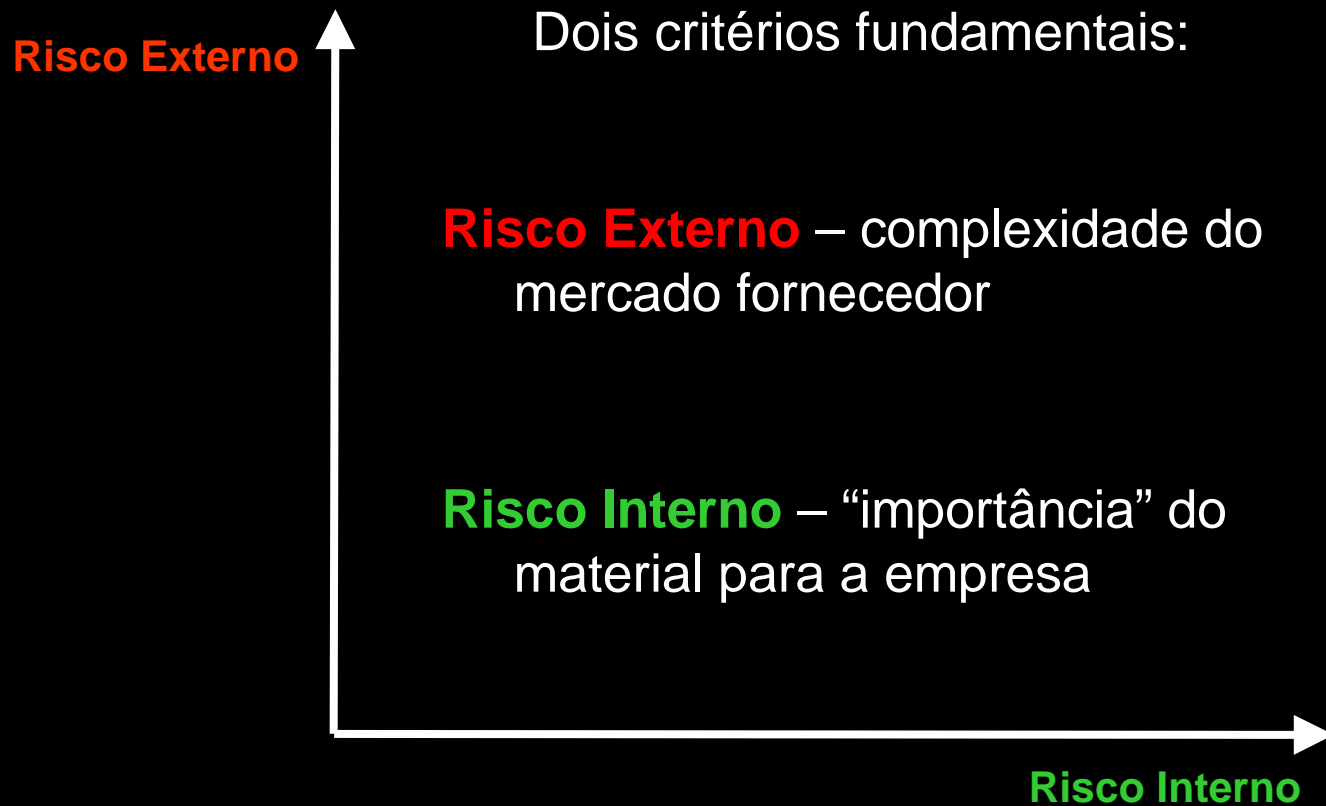 Dois critérios fundamentais:
Risco Externo
Risco Externo – complexidade do
mercado fornecedor
Risco Interno – “importância” do
material para a empresa
Risco Interno